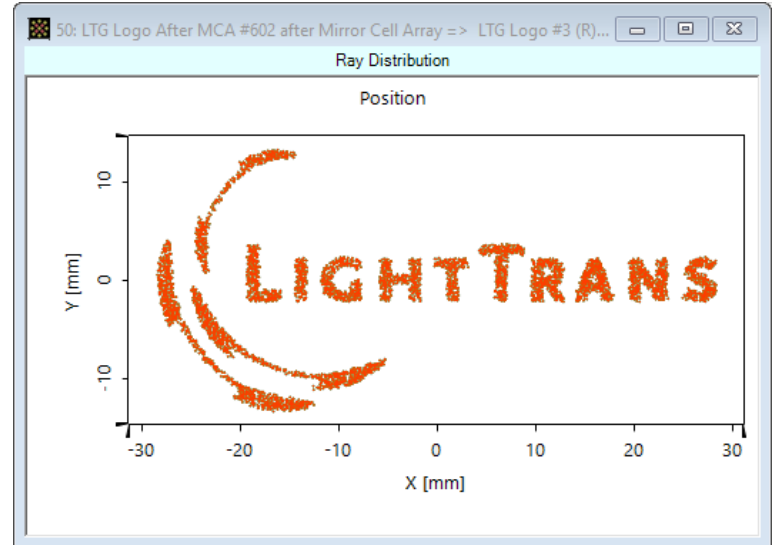 50: LTG Logo After MCA #602 after Mirror Cell Array => LTG Logo #3 (R)...
Ray Distribution
Position
Y [mm]
10
0
-10
LIGHTTRANS
-30 -20 -10 0 10 20 30
X [mm]